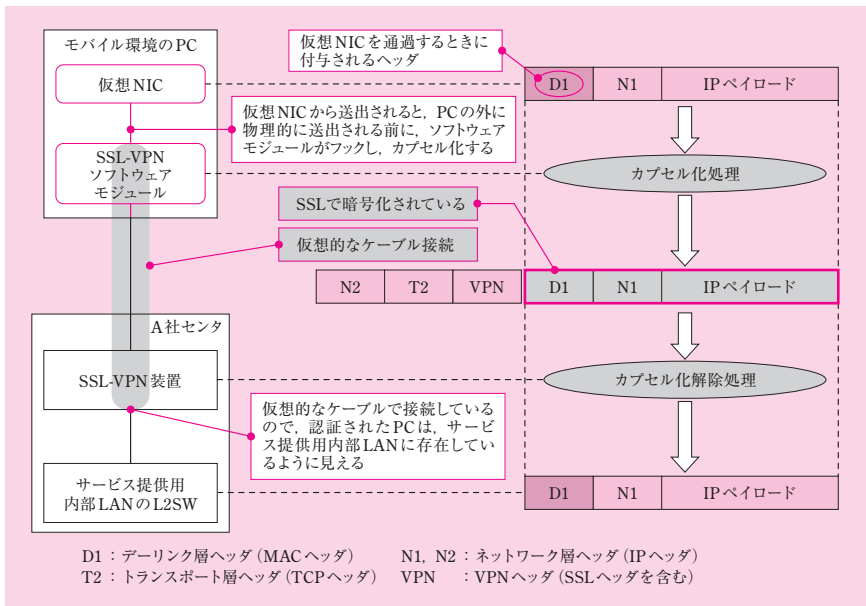 モバイル環境のPC
仮想NIC
SSL-VPN
ソフトウェア
モジュール
仮想NICを通過するときに
付与されるヘッダ
仮想NICから送出されると，PCの外に
物理的に送出される前に，ソフトウェア
モジュールがフックし，カプセル化する
D1 N1 IPペイロード
カプセル化処理
SSLで暗号化されている
仮想的なケーブル接続
N2 T2 VPN D1 N1 IPペイロード
A社センタ
SSL-VPN装置
カプセル化解除処理
仮想的なケーブルで接続している
ので，認証されたPCは，サービ
ス提供用内部LANに存在してい
るように見える
サービス提供用
内部LANのL2SW
D1 N1 IPペイロード
D1：データリンク層ヘッダ（MACヘッダ） N1，N2：ネットワーク層ヘッダ（IPヘッダ）
T2：トランスポート層ヘッダ（TCPヘッダ） VPN ：VPNヘッダ（SSLヘッダを含む）